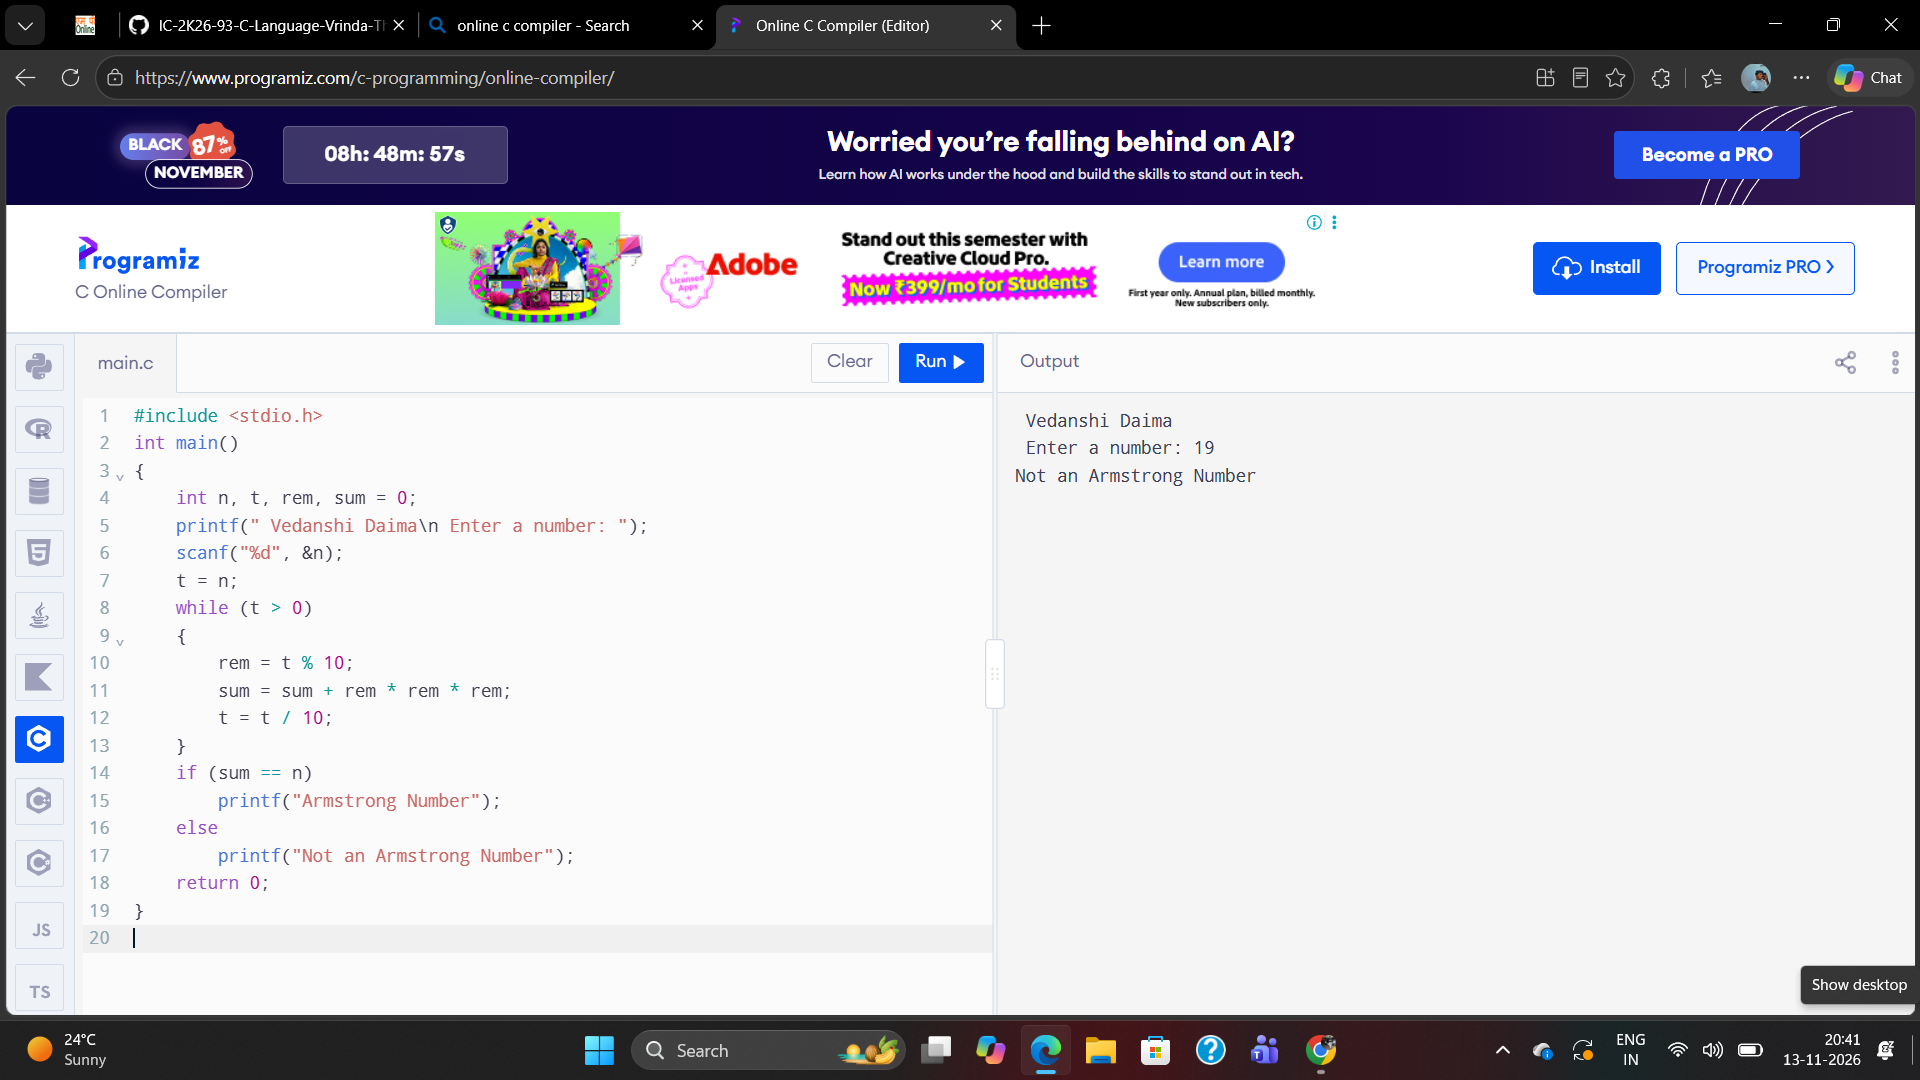 IC-2K26-93-C-Language-Vrinda-Th
online c compiler - Search
Online C Compiler (Editor)
https://www.programiz.com/c-programming/online-compiler/
Chat
BLACK 87% OFF
NOVEMBER
08h: 48m: 57s
Worried you’re falling behind on AI?
Learn how AI works under the hood and build the skills to stand out in tech.
Become a PRO
Programiz
C Online Compiler
Licensed Apps
Adobe
Stand out this semester with
Creative Cloud Pro.
Now ₹399/mo for Students
Learn more
First year only. Annual plan, billed monthly.
New subscribers only.
Install
Programiz PRO >
main.c
Clear
Run
Output
1 #include <stdio.h>
2 int main()
3 {
4 int n, t, rem, sum = 0;
5 printf(" Vedanshi Daima\n Enter a number: ");
6 scanf("%d", &n);
7 t = n;
8 while (t > 0)
9 {
10 rem = t % 10;
11 sum = sum + rem * rem * rem;
12 t = t / 10;
13 }
14 if (sum == n)
15 printf("Armstrong Number");
16 else
17 printf("Not an Armstrong Number");
18 return 0;
19 }
20
Vedanshi Daima
Enter a number: 19
Not an Armstrong Number
JS
TS
Show desktop
24°C
Sunny
Search
ENG
IN
20:41
13-11-2026